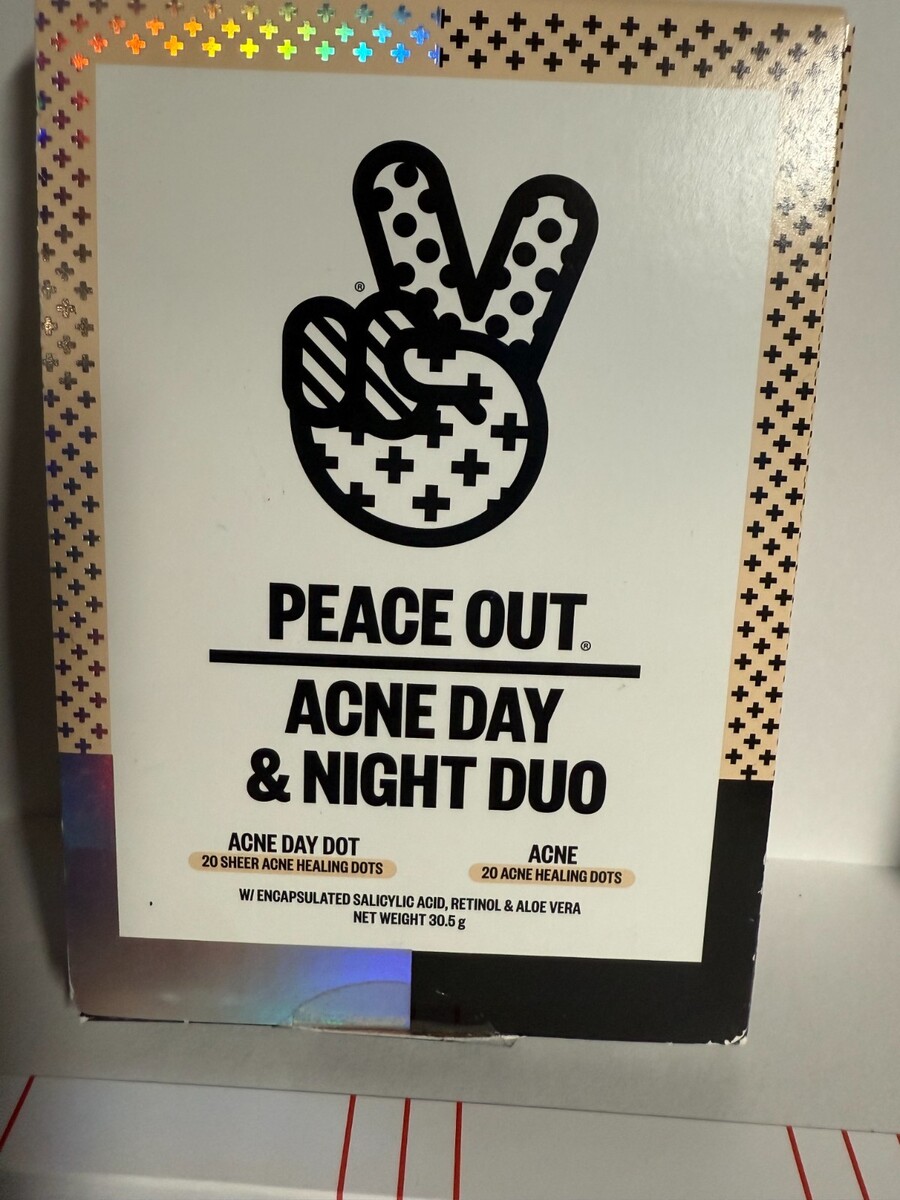 ®
PEACE OUT®
ACNE DAY
& NIGHT DUO
ACNE DAY DOT
20 SHEER ACNE HEALING DOTS
ACNE
20 ACNE HEALING DOTS
W/ ENCAPSULATED SALICYLIC ACID, RETINOL & ALOE VERA
NET WEIGHT 30.5 g